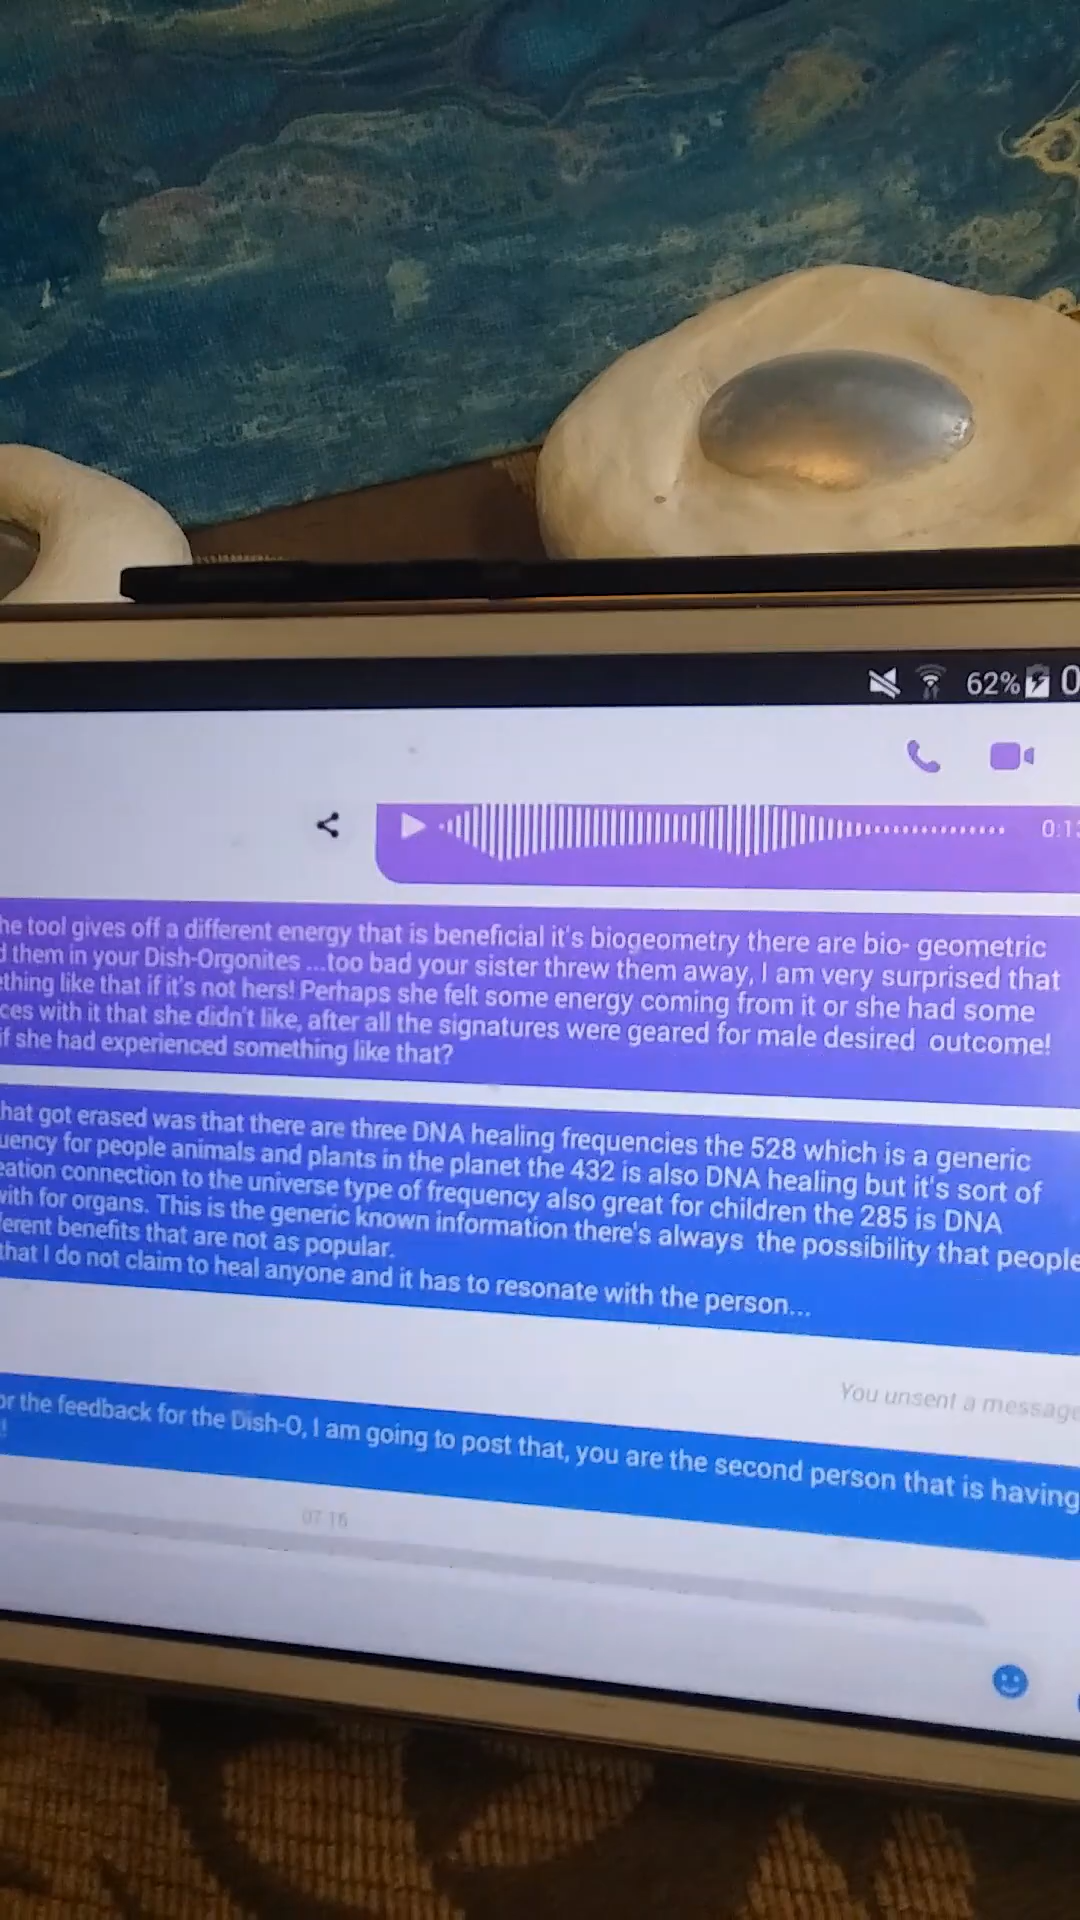 62%
he tool gives off a different energy that is beneficial it's biogeometry there are bio- geometric
them in your Dish-Orgonites ...too bad your sister threw them away, I am very surprised that
thing like that if it's not hers! Perhaps she felt some energy coming from it or she had some
ces with it that she didn't like, after all the signatures were geared for male desired outcome!
if she had experienced something like that?
hat got erased was that there are three DNA healing frequencies the 528 which is a generic
uency for people animals and plants in the planet the 432 is also DNA healing but it's sort of
eation connection to the universe type of frequency also great for children the 285 is DNA
with for organs. This is the generic known information there's always the possibility that people
ferent benefits that are not as popular.
that I do not claim to heal anyone and it has to resonate with the person...
You unsent a message
or the feedback for the Dish-O, I am going to post that, you are the second person that is having
!
07:16